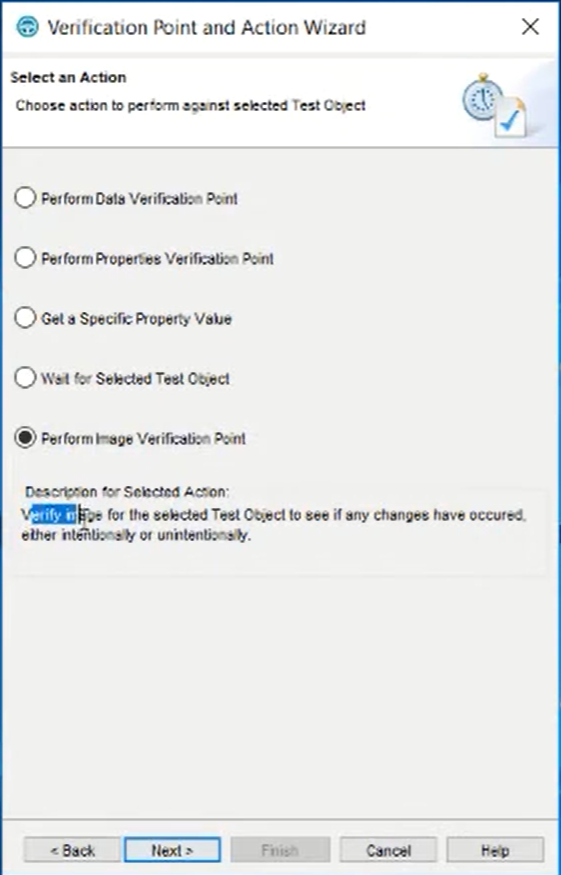 Verification Point and Action Wizard
Select an Action
Choose action to perform against selected Test Object
Perform Data Verification Point
Perform Properties Verification Point
Get a Specific Property Value
Wait for Selected Test Object
Perform Image Verification Point
Description for Selected Action:
Verify image for the selected Test Object to see if any changes have occured,
either intentionally or unintentionally.
< Back Next > Finish Cancel Help